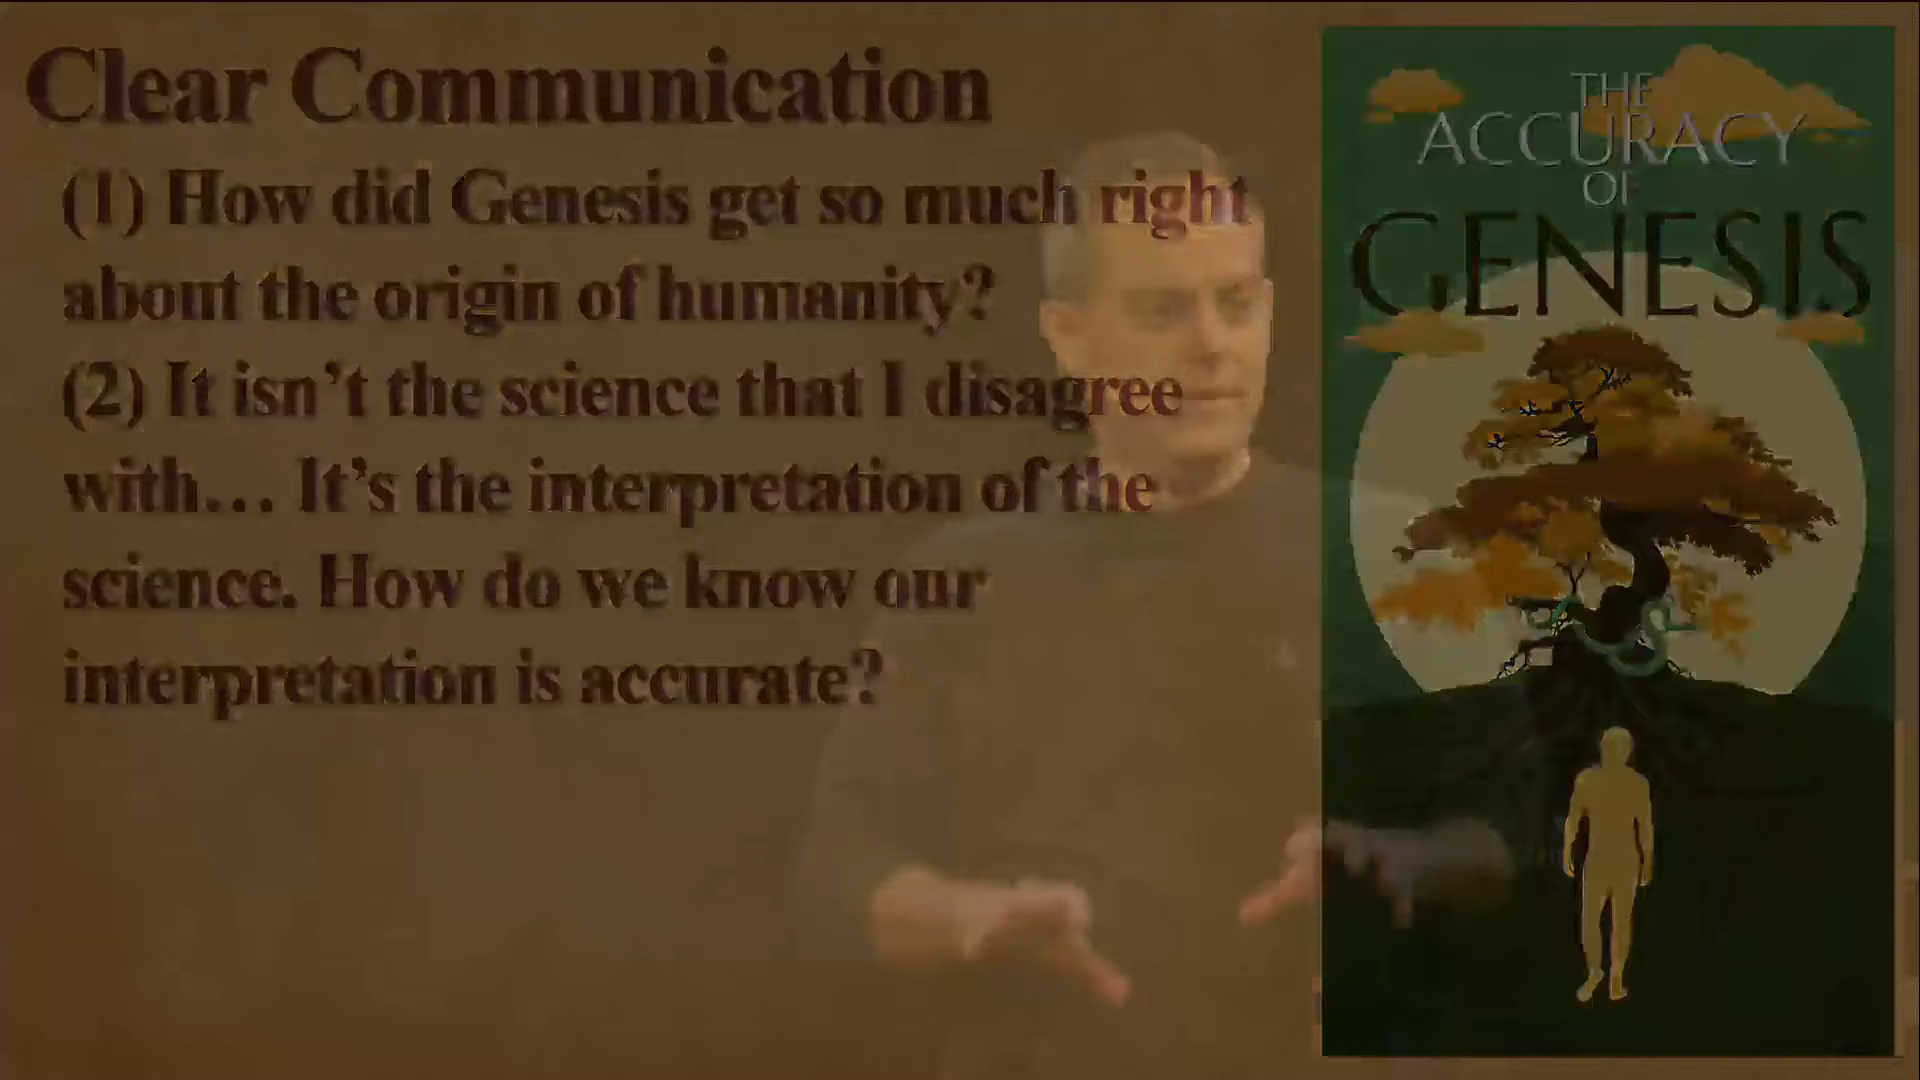 Clear Communication
(1) How did Genesis get so much right
about the origin of humanity?
(2) It isn’t the science that I disagree
with… It’s the interpretation of the
science. How do we know our
interpretation is accurate?
THE
ACCURACY
OF
GENESIS